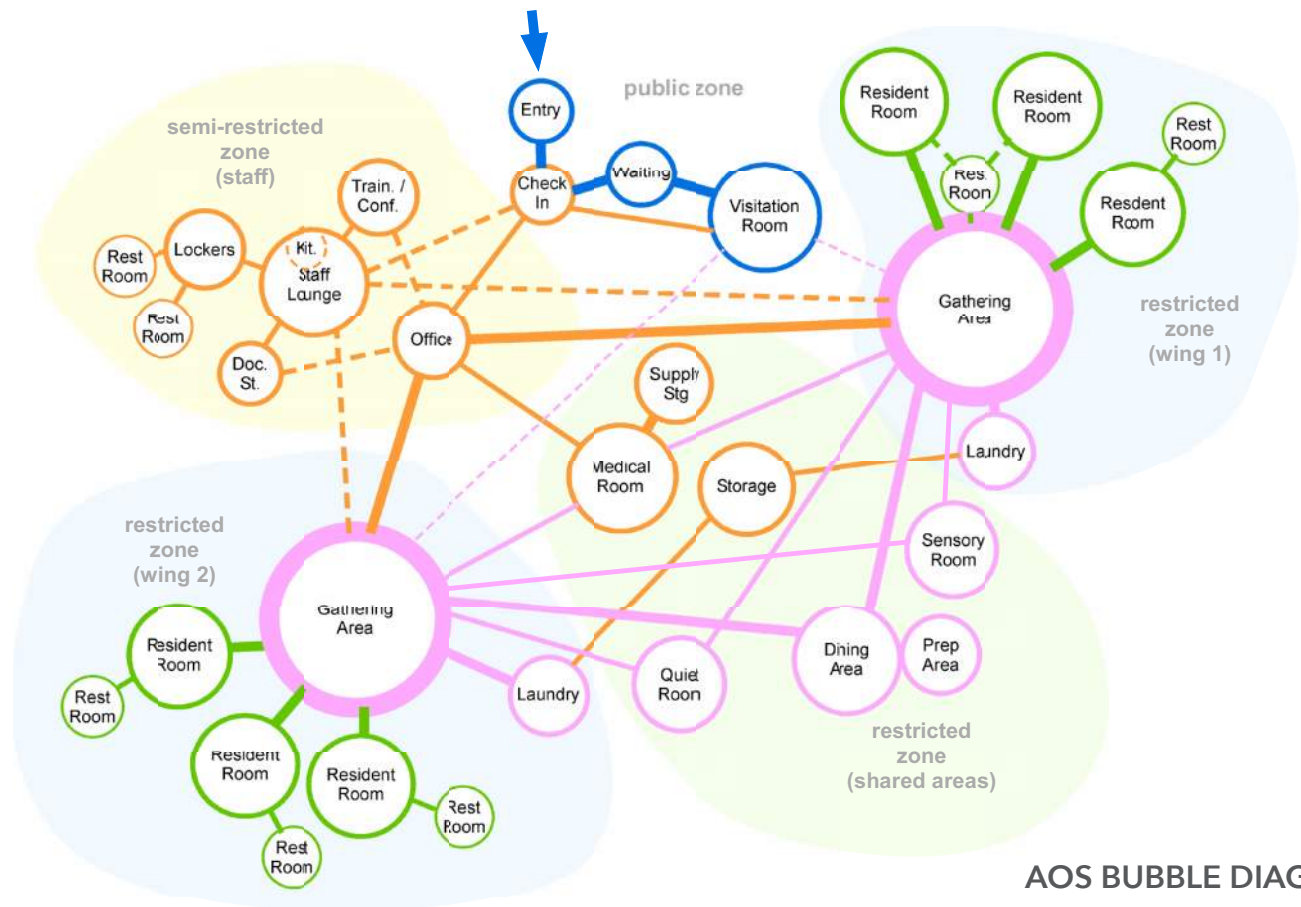 public zone
Entry
semi-restricted
zone
(staff)
Train. /
Conf.
Check
In
Waiting
Visitation
Room
Resident
Room
Resident
Room
Rest
Room
Res.
Roon
Resdent
Room
Rest
Room
Lockers
Rest
Room
Kit.
Staff
Lounge
Office
Doc.
St.
Gathering
Area
restricted
zone
(wing 1)
Supply
Stg
Medical
Room
Storage
Laundry
Sensory
Room
restricted
zone
(wing 2)
Gathering
Area
Resident
Room
Rest
Room
Resident
Room
Resident
Room
Rest
Room
Rest
Room
Laundry
Quiet
Roon
Dining
Area
Prep
Area
restricted
zone
(shared areas)
AOS BUBBLE DIAG